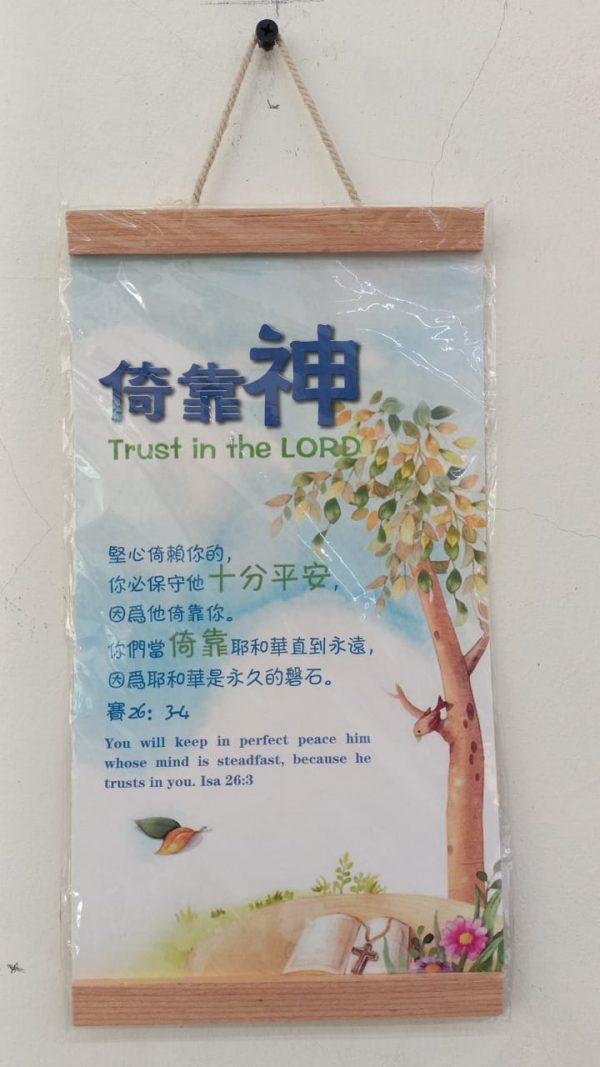 倚靠神
Trust in the LORD
堅心倚賴你的，
你必保守他十分平安，
因爲他倚靠你。
你們當倚靠耶和華直到永遠，
因爲耶和華是永久的磐石。
賽26：3-4
You will keep in perfect peace him
whose mind is steadfast, because he
trusts in you. Isa 26:3